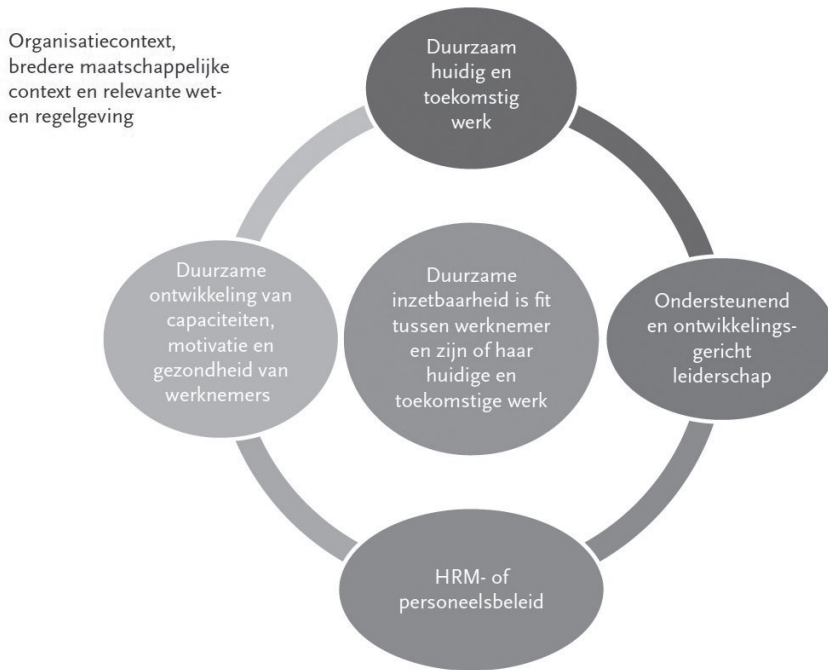 Organisatiecontext,
bredere maatschappelijke
context en relevante wet-
en regelgeving
Duurzaam
huidig en
toekomstig
werk
Duurzame
ontwikkeling van
capaciteiten,
motivatie en
gezondheid van
werknemers
Duurzame
inzetbaarheid is fit
tussen werknemer
en zijn of haar
huidige en
toekomstige werk
Ondersteunend
en ontwikkelings-
gericht
leiderschap
HRM- of
personeelsbeleid